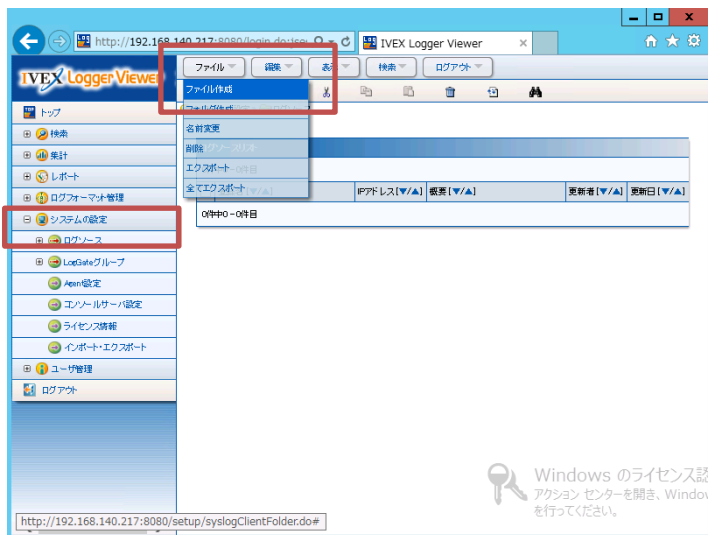 http://192.168.140.217:8080/login.do;jse
IVEX Logger Viewer
IVEX Logger Viewer
ファイル
編集
表示
検索
ログアウト
ファイル作成
フォルダ作成
名前変更
削除
エクスポート
全てエクスポート
トップ
検索
集計
レポート
ログフォーマット管理
システムの設定
ログソース
LogGateグループ
Agent設定
コンソールサーバ設定
ライセンス情報
インポート・エクスポート
ユーザ管理
ログアウト
IPアドレス[▼/▲]
概要[▼/▲]
更新者[▼/▲]
更新日[▼/▲]
0件中0-0件目
Windows のライセンス認
アクション センターを開き、Window
を行ってください。
http://192.168.140.217:8080/setup/syslogClientFolder.do#